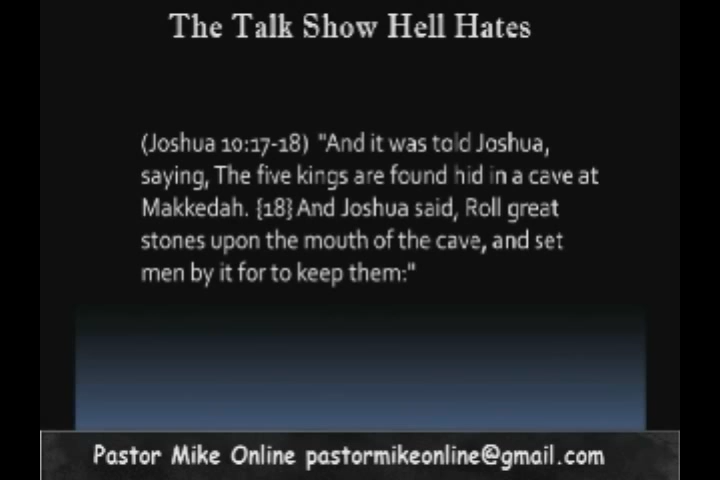 The Talk Show Hell Hates
(Joshua 10:17-18) "And it was told Joshua,
saying, The five kings are found hid in a cave at
Makkedah. {18} And Joshua said, Roll great
stones upon the mouth of the cave, and set
men by it for to keep them:"
Pastor Mike Online pastormikeonline@gmail.com